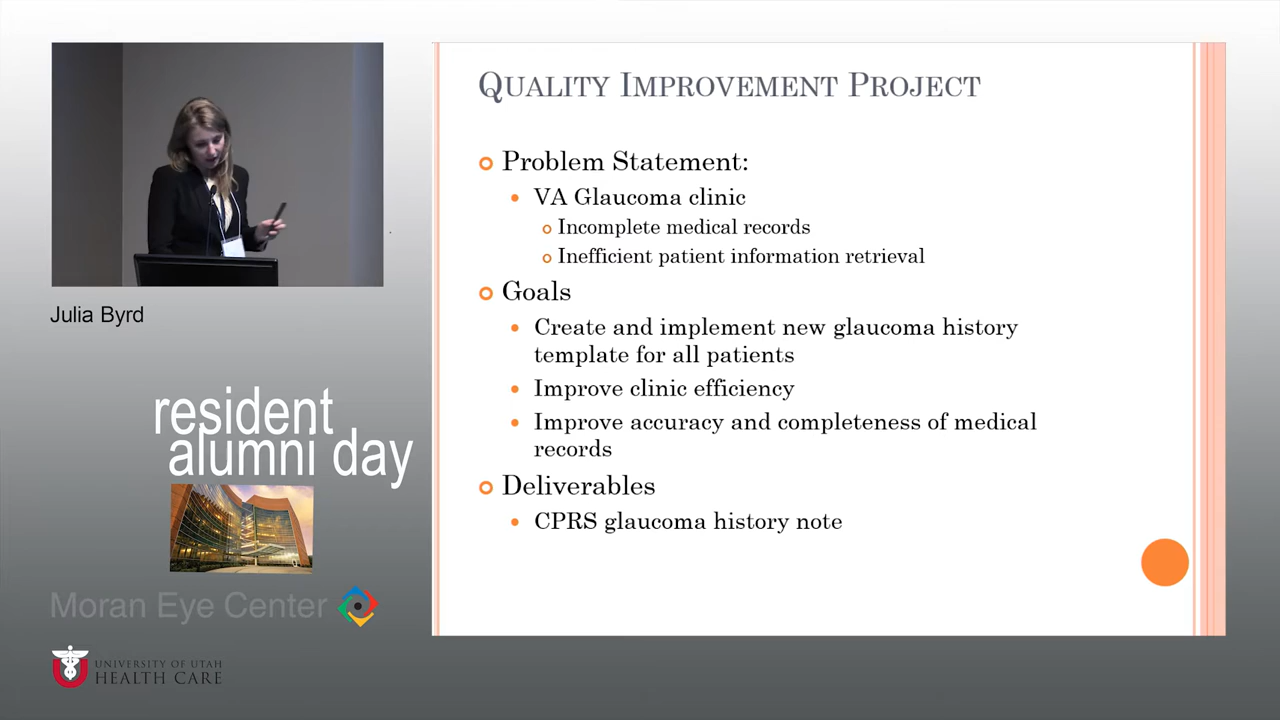 QUALITY IMPROVEMENT PROJECT
Problem Statement:
VA Glaucoma clinic
Incomplete medical records
Inefficient patient information retrieval
Goals
Create and implement new glaucoma history
template for all patients
Improve clinic efficiency
Improve accuracy and completeness of medical
records
Deliverables
CPRS glaucoma history note
Julia Byrd
resident
alumni day
Moran Eye Center
UNIVERSITY OF UTAH
HEALTH CARE